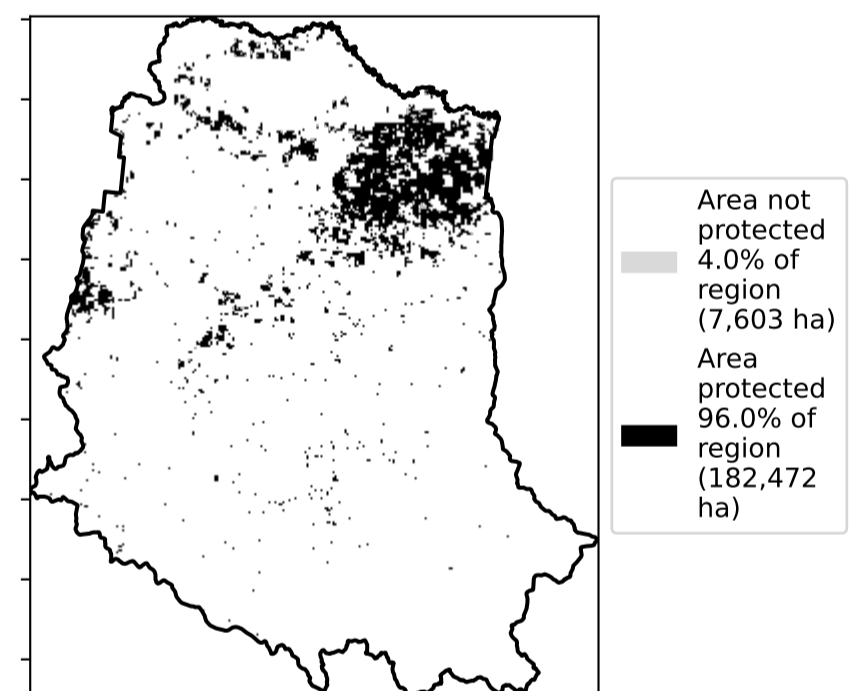 Area not
protected
4.0% of
region
(7,603 ha)
Area
protected
96.0% of
region
(182,472
ha)